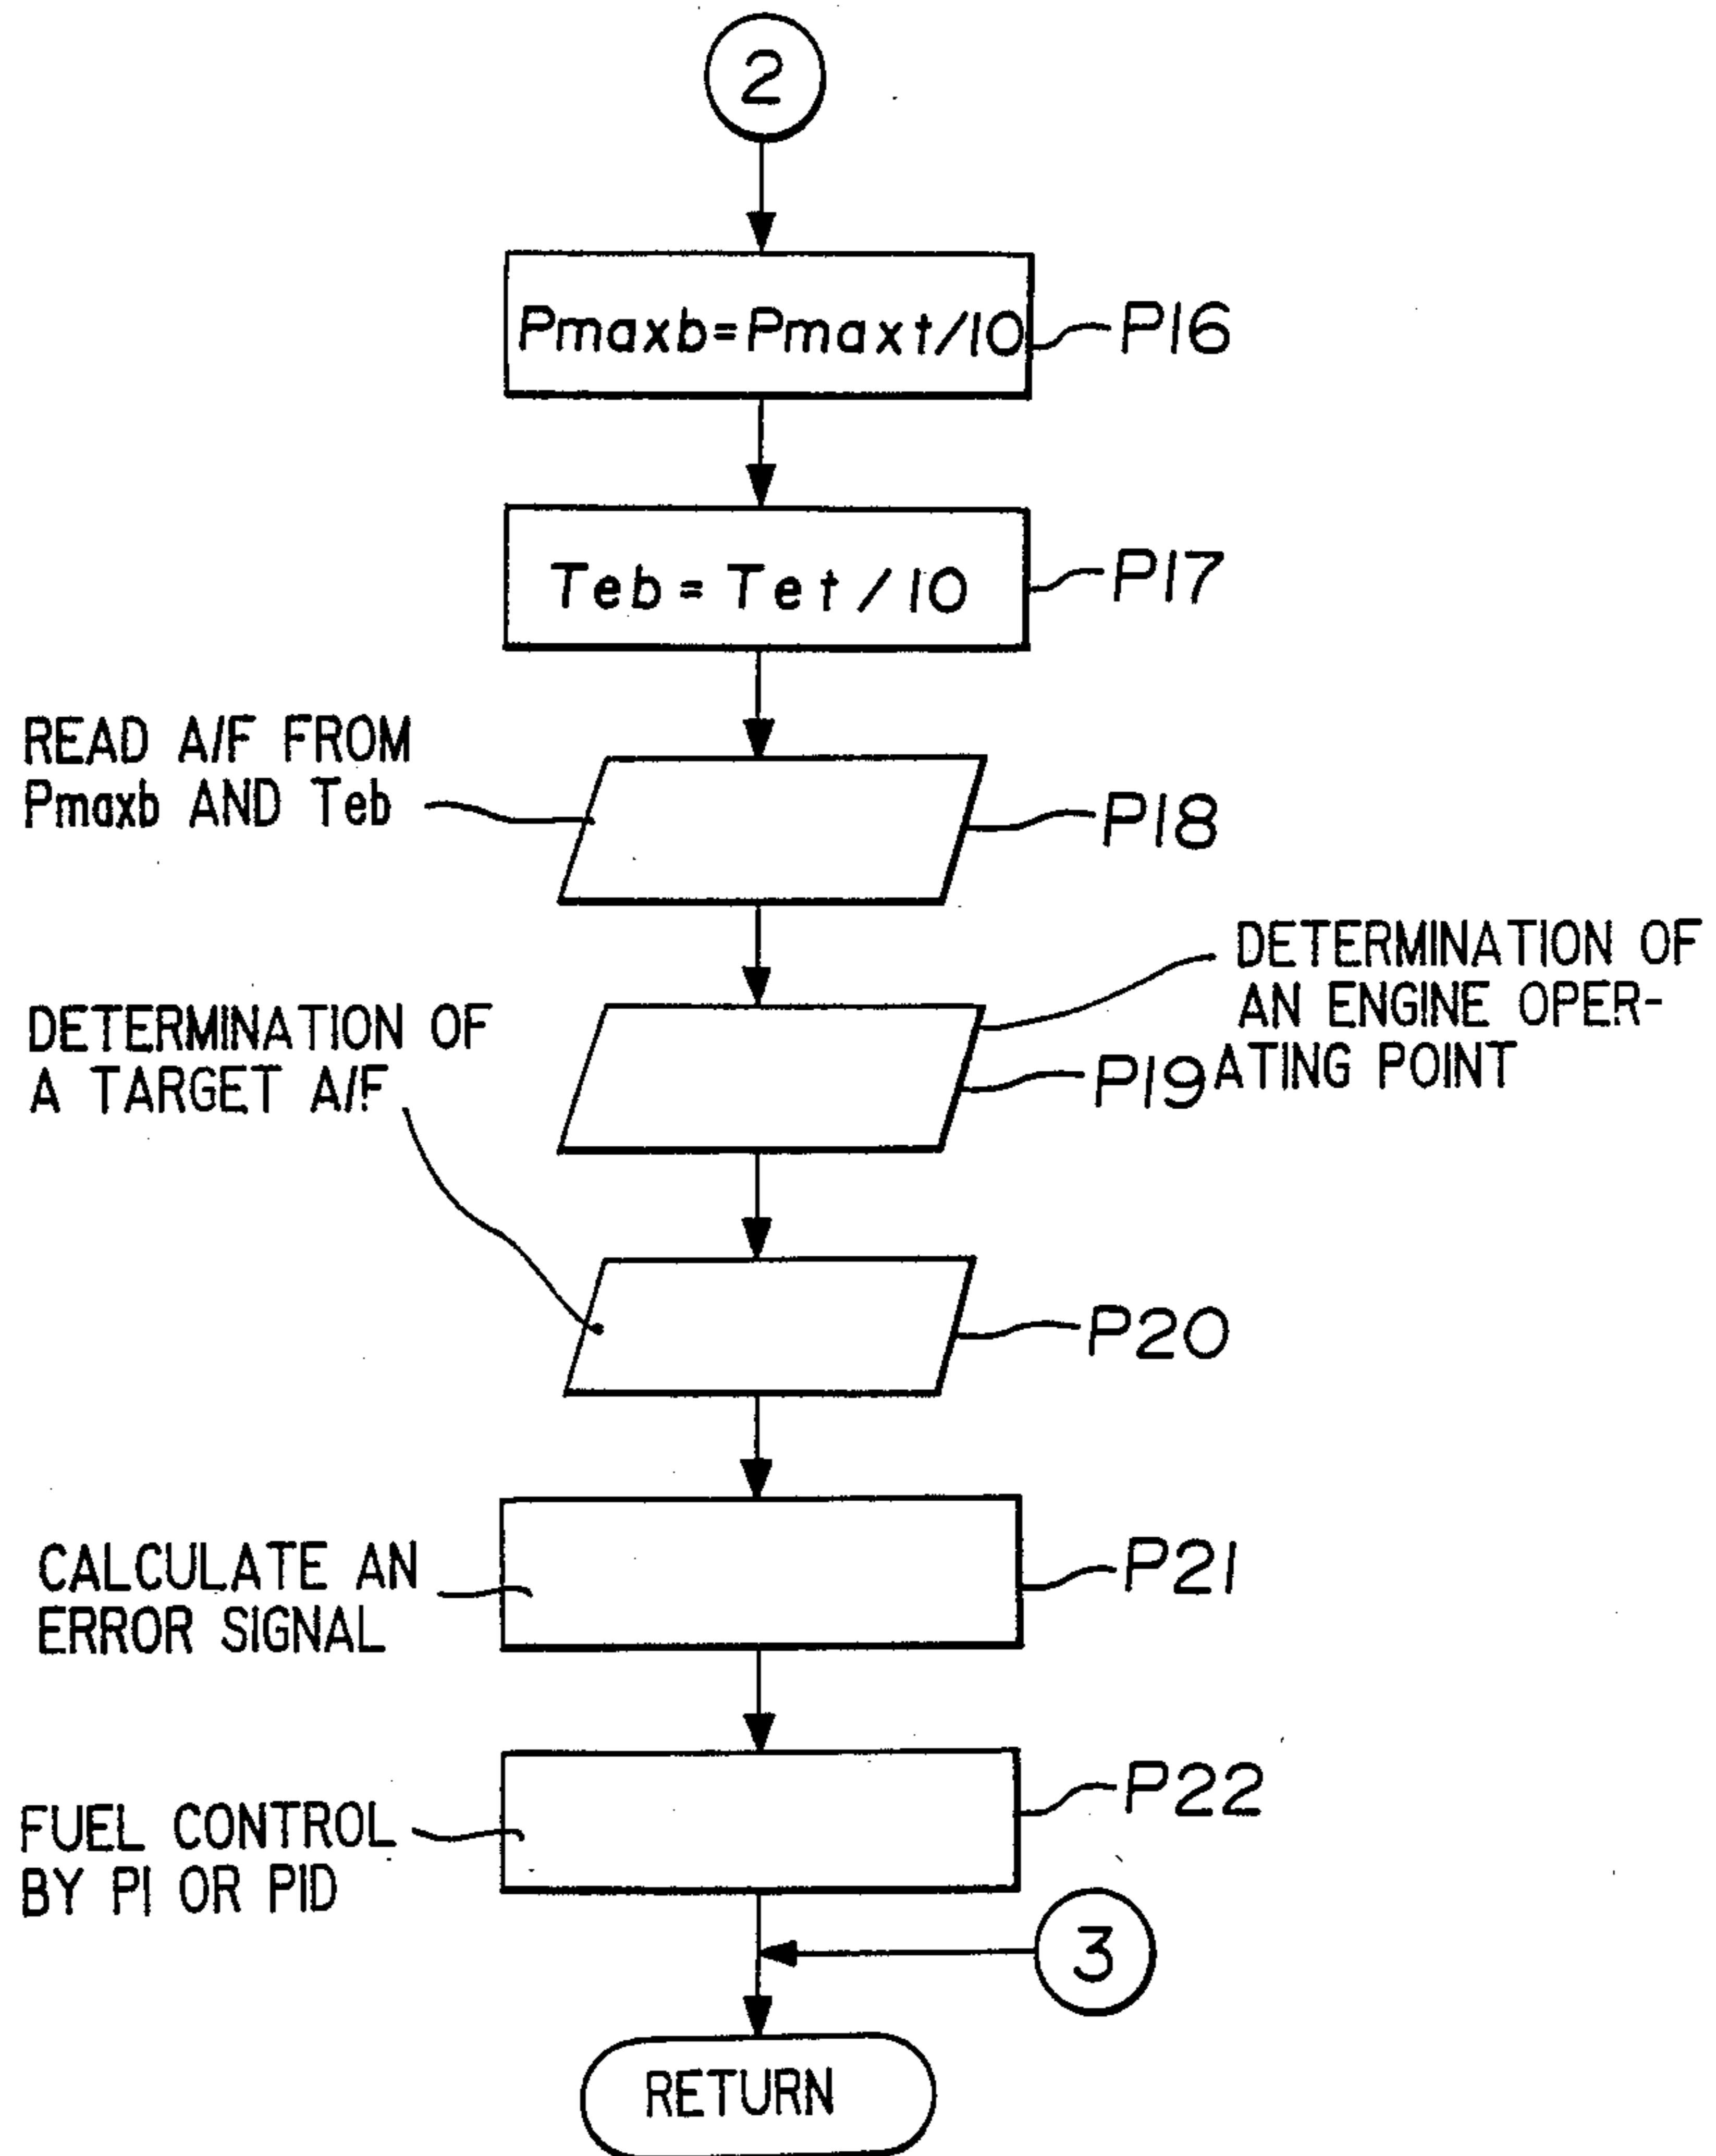 2
Pmaxb=Pmaxt/10
P16
Teb=Tet/10
P17
READ A/F FROM
Pmaxb AND Teb
P18
DETERMINATION OF
AN ENGINE OPER-
ATING POINT
P19
DETERMINATION OF
A TARGET A/F
P20
CALCULATE AN
ERROR SIGNAL
P21
FUEL CONTROL
BY PI OR PID
P22
3
RETURN